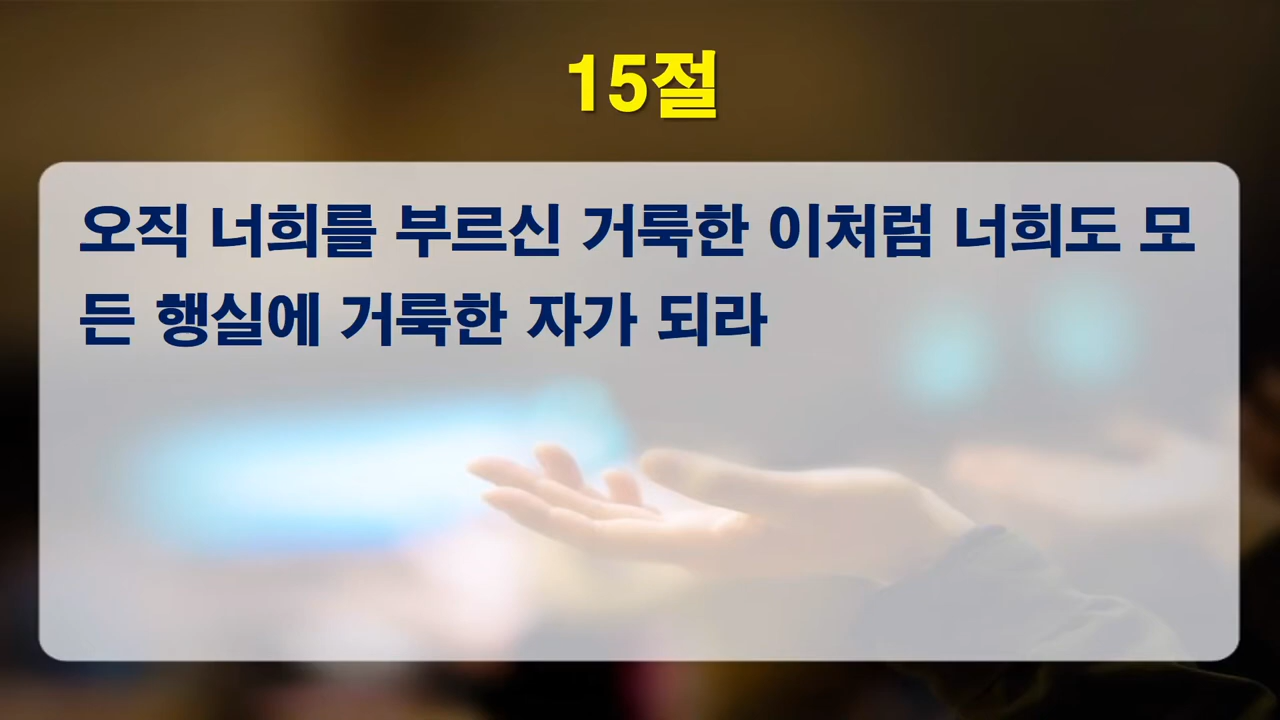 15절
오직 너희를 부르신 거룩한 이처럼 너희도 모
든 행실에 거룩한 자가 되라